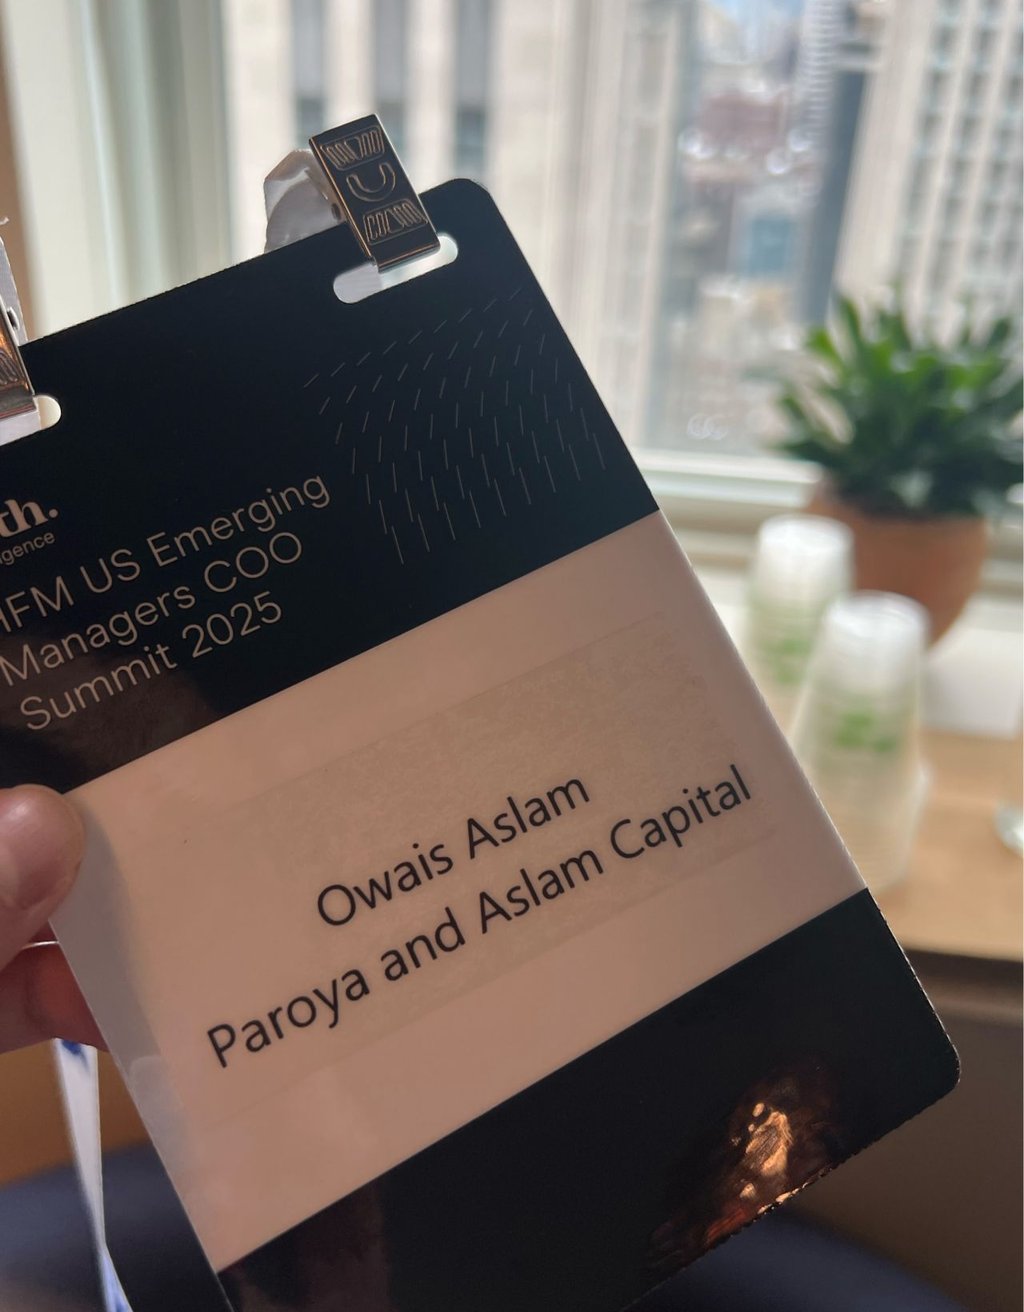 th.
igence
HFM US Emerging
Managers COO
Summit 2025
Owais Aslam
Paroya and Aslam Capital